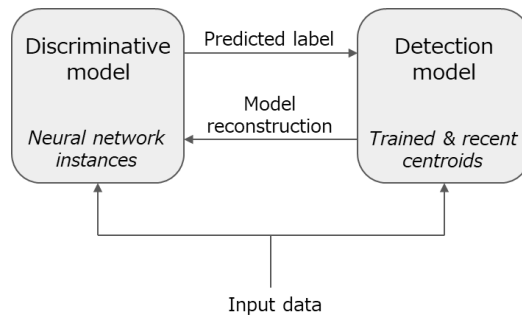 Discriminative
model
Neural network
instances
Predicted label
Model
reconstruction
Detection
model
Trained & recent
centroids
Input data